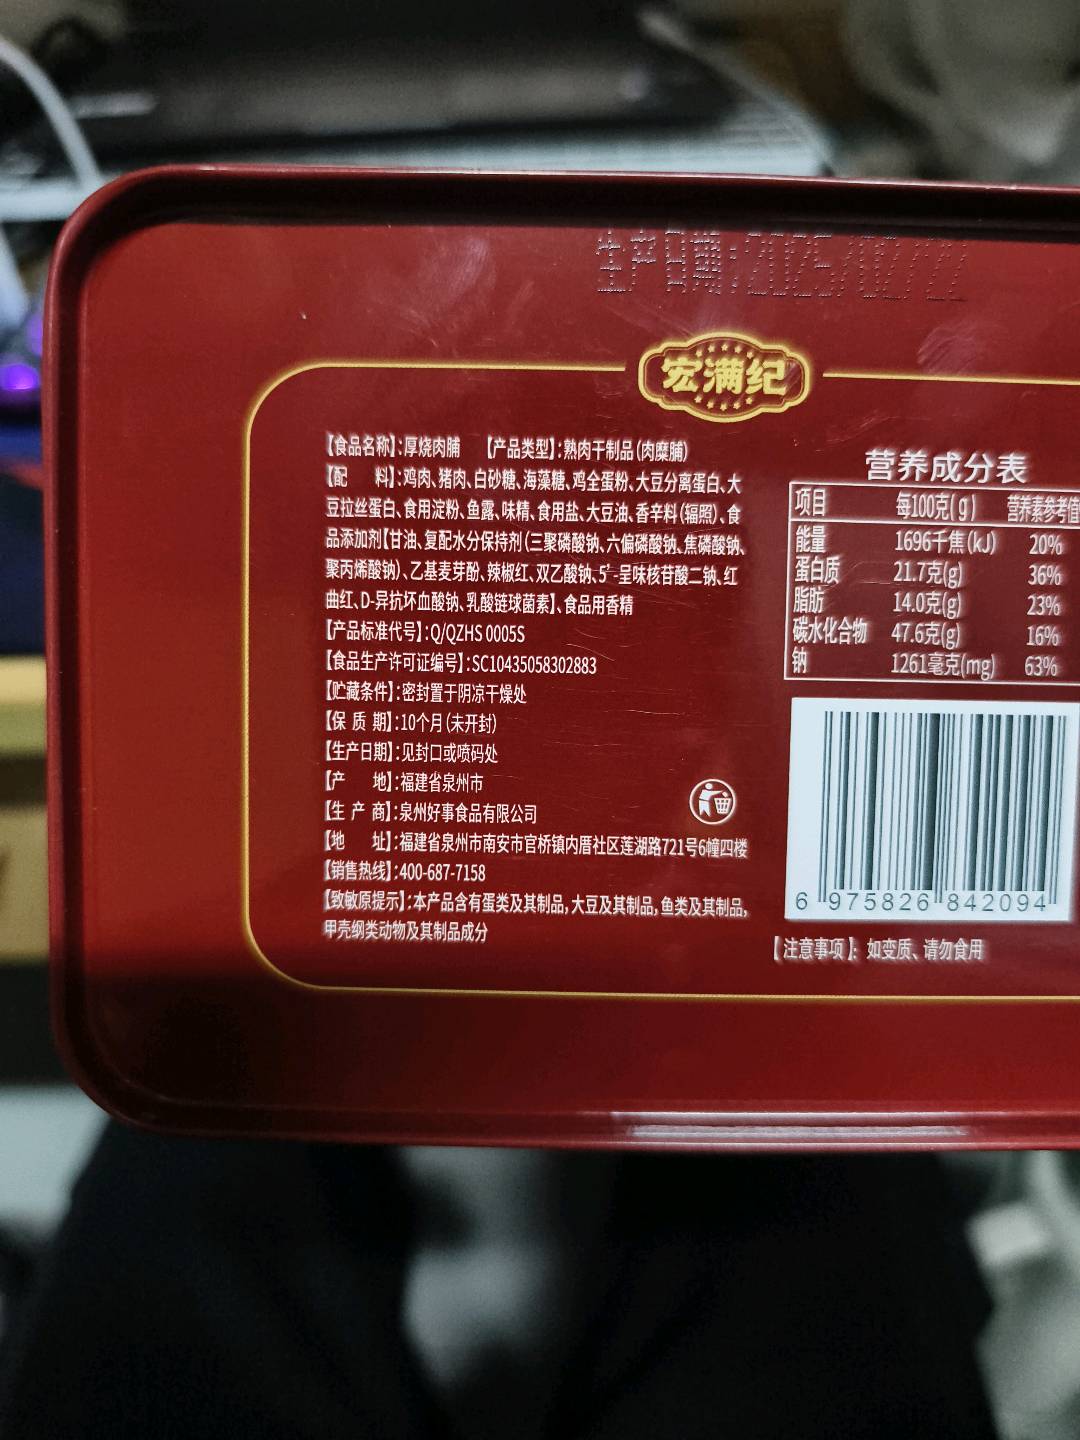 宏满纪
【食品名称】：厚烧肉脯 【产品类型】：熟肉干制品（肉糜脯）
【配 料】：鸡肉、猪肉、白砂糖、海藻糖、鸡全蛋粉、大豆分离蛋白、大
豆拉丝蛋白、食用淀粉、鱼露、味精、食用盐、大豆油、香辛料（辐照）、食
品添加剂【甘油、复配水分保持剂（三聚磷酸钠、六偏磷酸钠、焦磷酸钠、
聚丙烯酸钠）、乙基麦芽酚、辣椒红、双乙酸钠、5'-呈味核苷酸二钠、红
曲红、D-异抗坏血酸钠、乳酸链球菌素】、食品用香精
【产品标准代号】：Q/QZHS 0005S
【食品生产许可证编号】：SC10435058302883
【贮藏条件】：密封置于阴凉干燥处
【保 质 期】：10个月（未开封）
【生产日期】：见封口或喷码处
【产 地】：福建省泉州市
【生 产 商】：泉州好事食品有限公司
【地 址】：福建省泉州市南安市官桥镇内厝社区莲湖路721号6幢四楼
【销售热线】：400-687-7158
【致敏原提示】：本产品含有蛋类及其制品，大豆及其制品，鱼类及其制品，
甲壳纲类动物及其制品成分
营养成分表
项目 每100克(g) 营养素参考值
能量 1696千焦(kJ) 20%
蛋白质 21.7克(g) 36%
脂肪 14.0克(g) 23%
碳水化合物 47.6克(g) 16%
钠 1261毫克(mg) 63%
6 975826 842094
【注意事项】：如变质、请勿食用